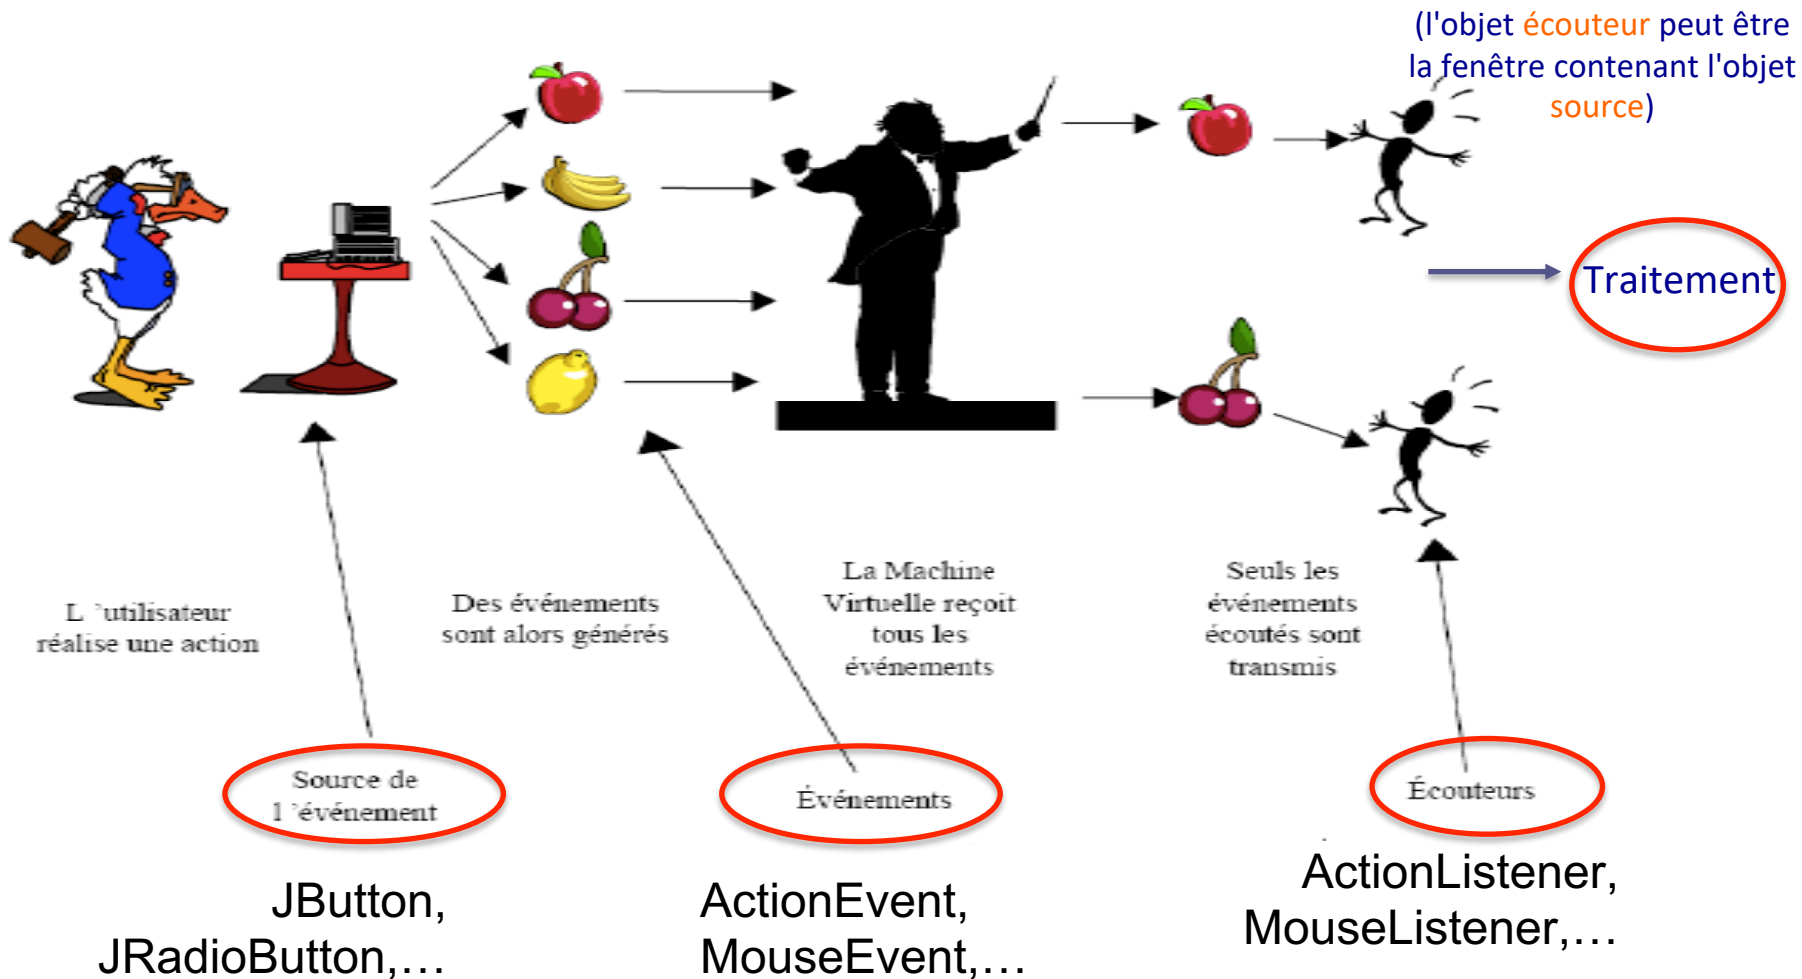 (l'objet écouteur peut être
la fenêtre contenant l'objet
source)
Traitement
L 'utilisateur
réalise une action
Des événements
sont alors générés
La Machine
Virtuelle reçoit
tous les
événements
Seuls les
événements
écoutés sont
transmis
Source de
l 'événement
Événements
Écouteurs
JButton,
JRadioButton,…
ActionEvent,
MouseEvent,…
ActionListener,
MouseListener,…